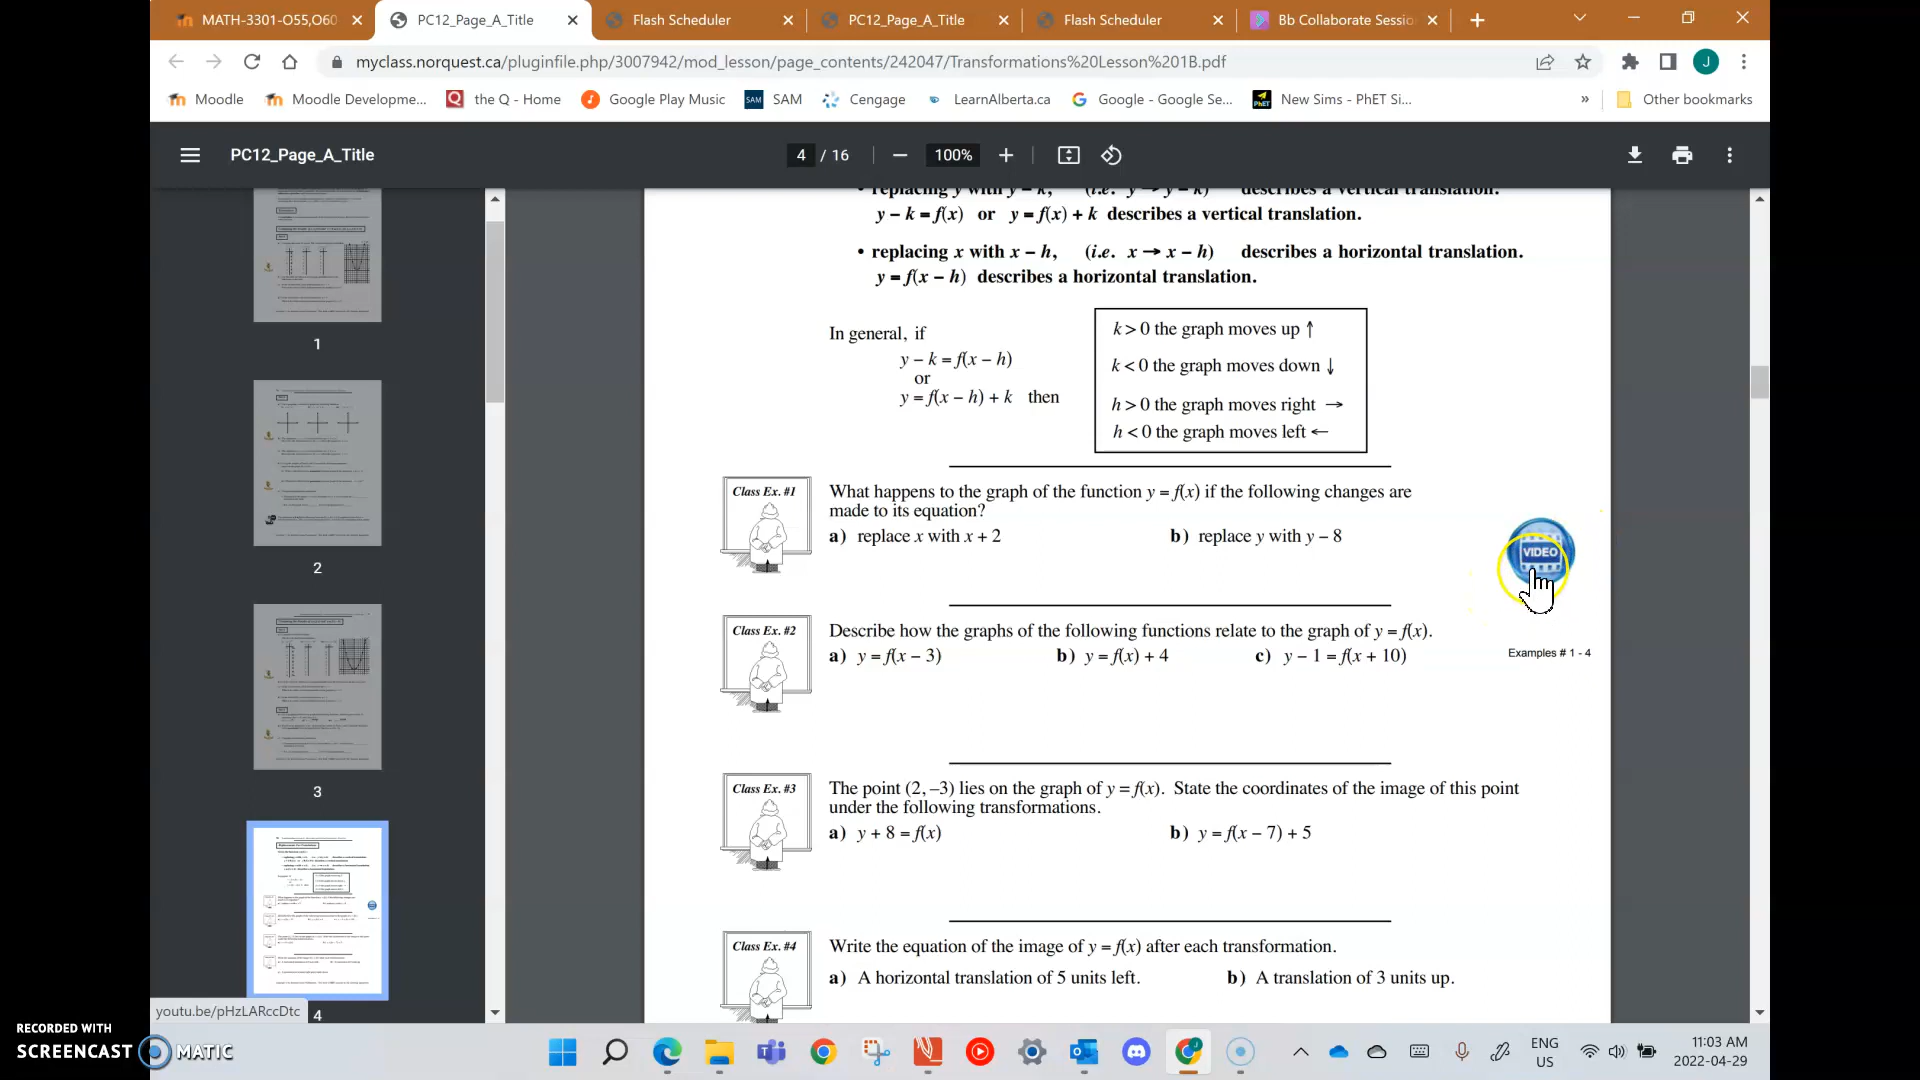 MATH-3301-O55,O60
PC12_Page_A_Title
Flash Scheduler
PC12_Page_A_Title
Flash Scheduler
Bb Collaborate Sessio
myclass.norquest.ca/pluginfile.php/3007942/mod_lesson/page_contents/242047/Transformations%20Lesson%201B.pdf
J
Moodle
Moodle Developme...
the Q - Home
Google Play Music
SAM
SAM
Cengage
LearnAlberta.ca
Google - Google Se...
New Sims - PhET Si...
»
Other bookmarks
PC12_Page_A_Title
4 / 16
100%
• replacing y with y – k, (i.e. y → y – k) describes a vertical translation.
y – k = f(x) or y = f(x) + k describes a vertical translation.
• replacing x with x – h, (i.e. x → x – h) describes a horizontal translation.
y = f(x – h) describes a horizontal translation.
In general, if
y – k = f(x – h)
or
y = f(x – h) + k then
k > 0 the graph moves up ↑
k < 0 the graph moves down ↓
h > 0 the graph moves right →
h < 0 the graph moves left ←
Class Ex. #1
What happens to the graph of the function y = f(x) if the following changes are
made to its equation?
a) replace x with x + 2
b) replace y with y – 8
VIDEO
Examples # 1 - 4
Class Ex. #2
Describe how the graphs of the following functions relate to the graph of y = f(x).
a) y = f(x – 3)
b) y = f(x) + 4
c) y – 1 = f(x + 10)
Class Ex. #3
The point (2, –3) lies on the graph of y = f(x). State the coordinates of the image of this point
under the following transformations.
a) y + 8 = f(x)
b) y = f(x – 7) + 5
Class Ex. #4
Write the equation of the image of y = f(x) after each transformation.
a) A horizontal translation of 5 units left.
b) A translation of 3 units up.
1
2
3
4
youtu.be/pHzLARccDtc
RECORDED WITH
SCREENCAST MATIC
ENG
US
11:03 AM
2022-04-29